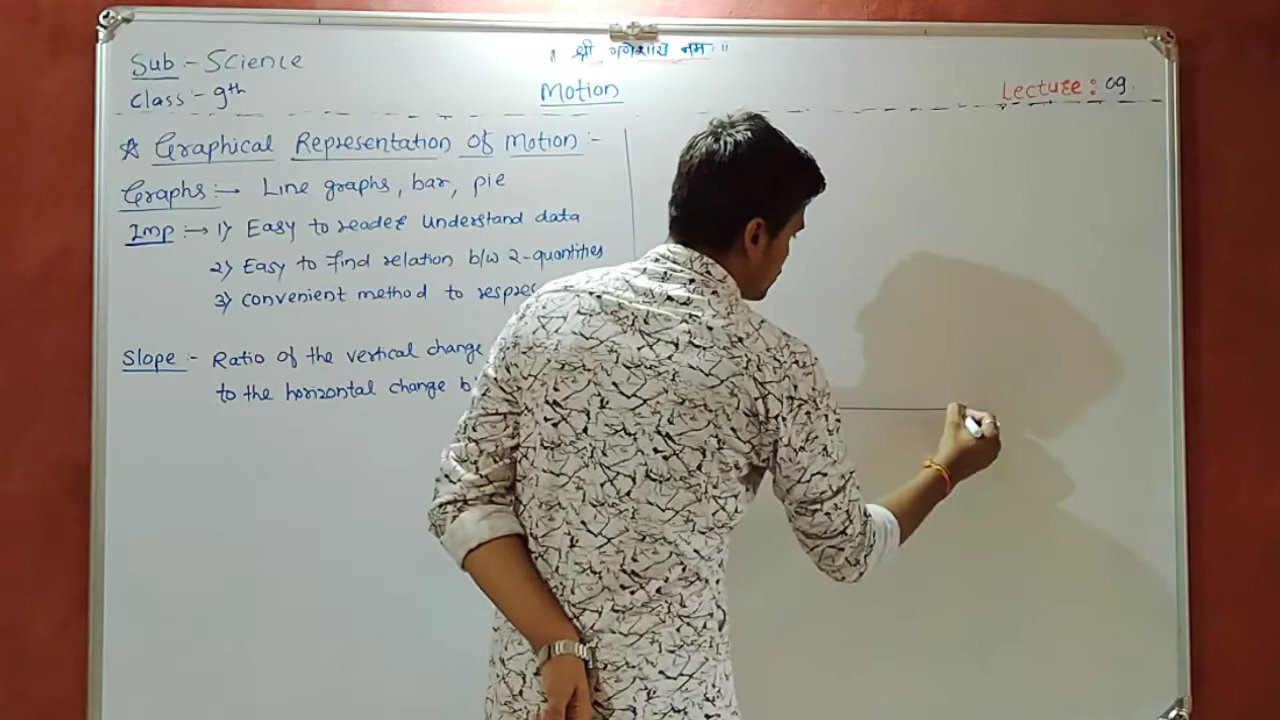 ॥ श्री गणेशाय नमः ॥
Sub :- Science
Class :- 9th
Motion
Lecture : 09.
☆ Graphical Representation Of Motion :-
Graphs :→ Line graphs, bar, pie
Imp :→ 1) Easy to read & understand data
2) Easy to find relation b/w 2-quantities
3) convenient method to
Slope :- Ratio of the vertical change
to the horizontal change